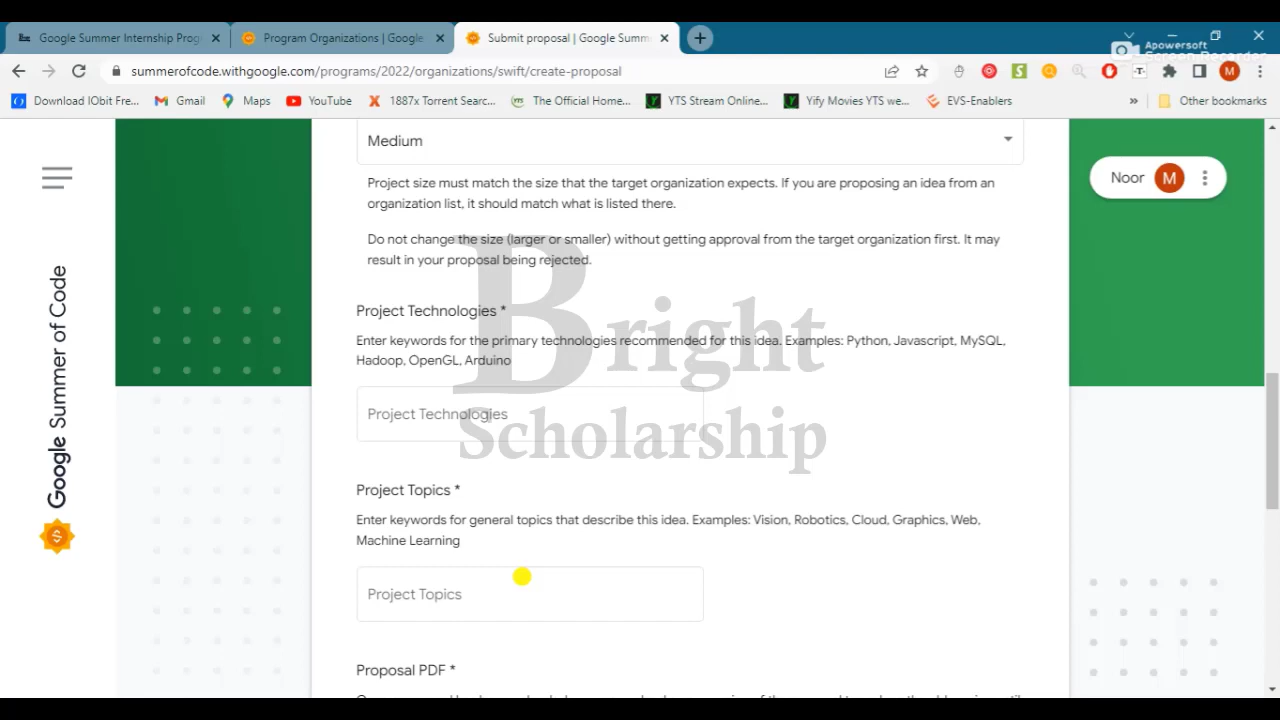 Google Summer Internship Prog
Program Organizations | Google
Submit proposal | Google Summ
Apowersoft
Screen Recorder
summerofcode.withgoogle.com/programs/2022/organizations/swift/create-proposal
Download IObit Fre...
Gmail
Maps
YouTube
1887x Torrent Searc...
The Official Home...
YTS Stream Online...
Yify Movies YTS we...
EVS-Enablers
Other bookmarks
Medium
Noor M
Project size must match the size that the target organization expects. If you are proposing an idea from an
organization list, it should match what is listed there.
Do not change the size (larger or smaller) without getting approval from the target organization first. It may
result in your proposal being rejected.
Google Summer of Code
Bright
Scholarship
Project Technologies *
Enter keywords for the primary technologies recommended for this idea. Examples: Python, Javascript, MySQL,
Hadoop, OpenGL, Arduino
Project Technologies
Project Topics *
Enter keywords for general topics that describe this idea. Examples: Vision, Robotics, Cloud, Graphics, Web,
Machine Learning
Project Topics
Proposal PDF *